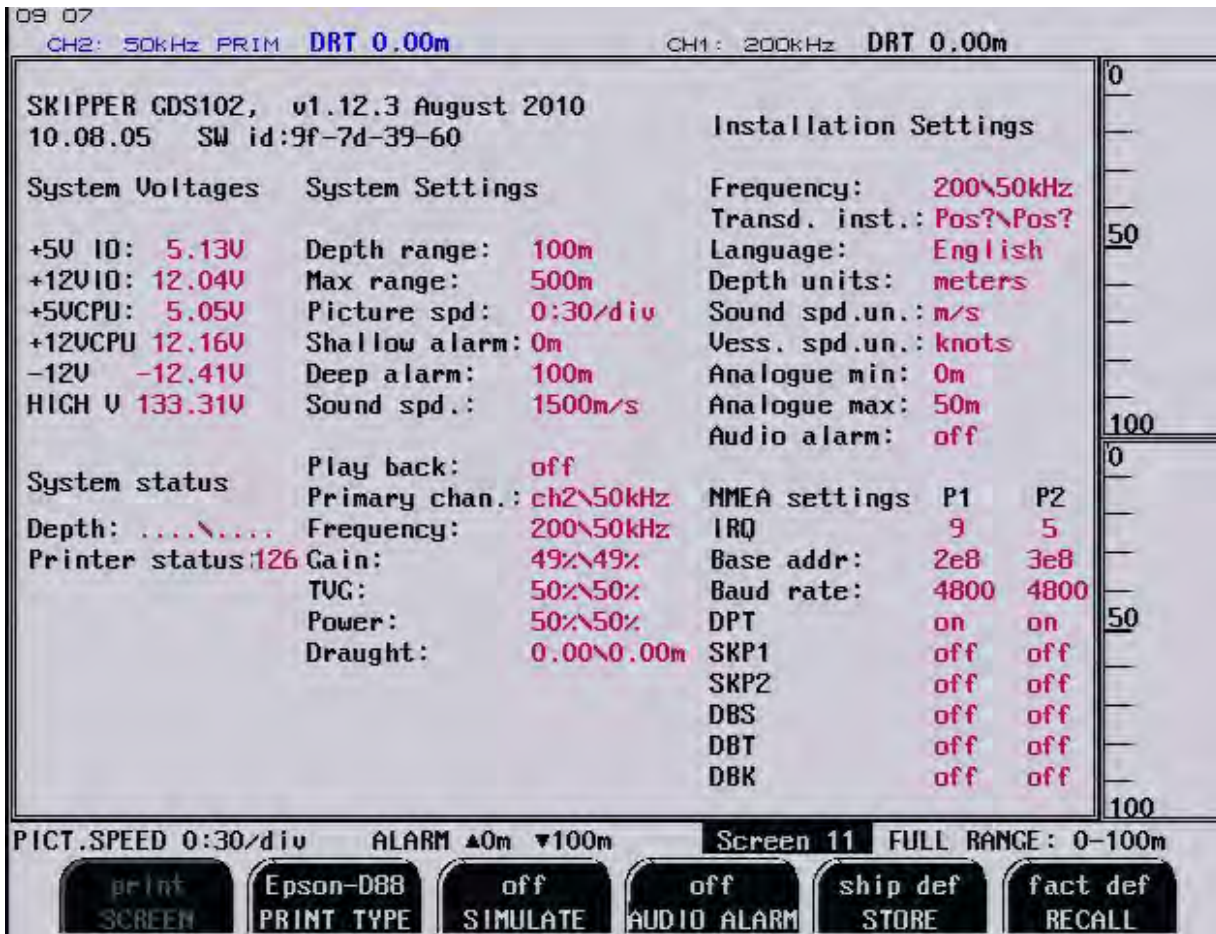 09 07
CH2: 50kHz PRIM DRT 0.00m CH1: 200kHz DRT 0.00m
SKIPPER GDS102, v1.12.3 August 2010
10.08.05 SW id:9f-7d-39-60
System Voltages
+5V IO: 5.13V
+12VIO: 12.04V
+5VCPU: 5.05V
+12VCPU 12.16V
-12V -12.41V
HIGH V 133.31V
System status
Depth: ....\....
Printer status:126
System Settings
Depth range: 100m
Max range: 500m
Picture spd: 0:30/div
Shallow alarm: 0m
Deep alarm: 100m
Sound spd.: 1500m/s
Play back: off
Primary chan.: ch2\50kHz
Frequency: 200\50kHz
Gain: 49%\49%
TVG: 50%\50%
Power: 50%\50%
Draught: 0.00\0.00m
Installation Settings
Frequency: 200\50kHz
Transd. inst.: Pos?\Pos?
Language: English
Depth units: meters
Sound spd.un.: m/s
Vess. spd.un.: knots
Analogue min: 0m
Analogue max: 50m
Audio alarm: off
NMEA settings P1 P2
IRQ 9 5
Base addr: 2e8 3e8
Baud rate: 4800 4800
DPT on on
SKP1 off off
SKP2 off off
DBS off off
DBT off off
DBK off off
0
50
100
0
50
100
PICT.SPEED 0:30/div ALARM ▲0m ▼100m Screen 11 FULL RANGE: 0-100m
print
SCREEN
Epson-D88
PRINT TYPE
off
SIMULATE
off
AUDIO ALARM
ship def
STORE
fact def
RECALL